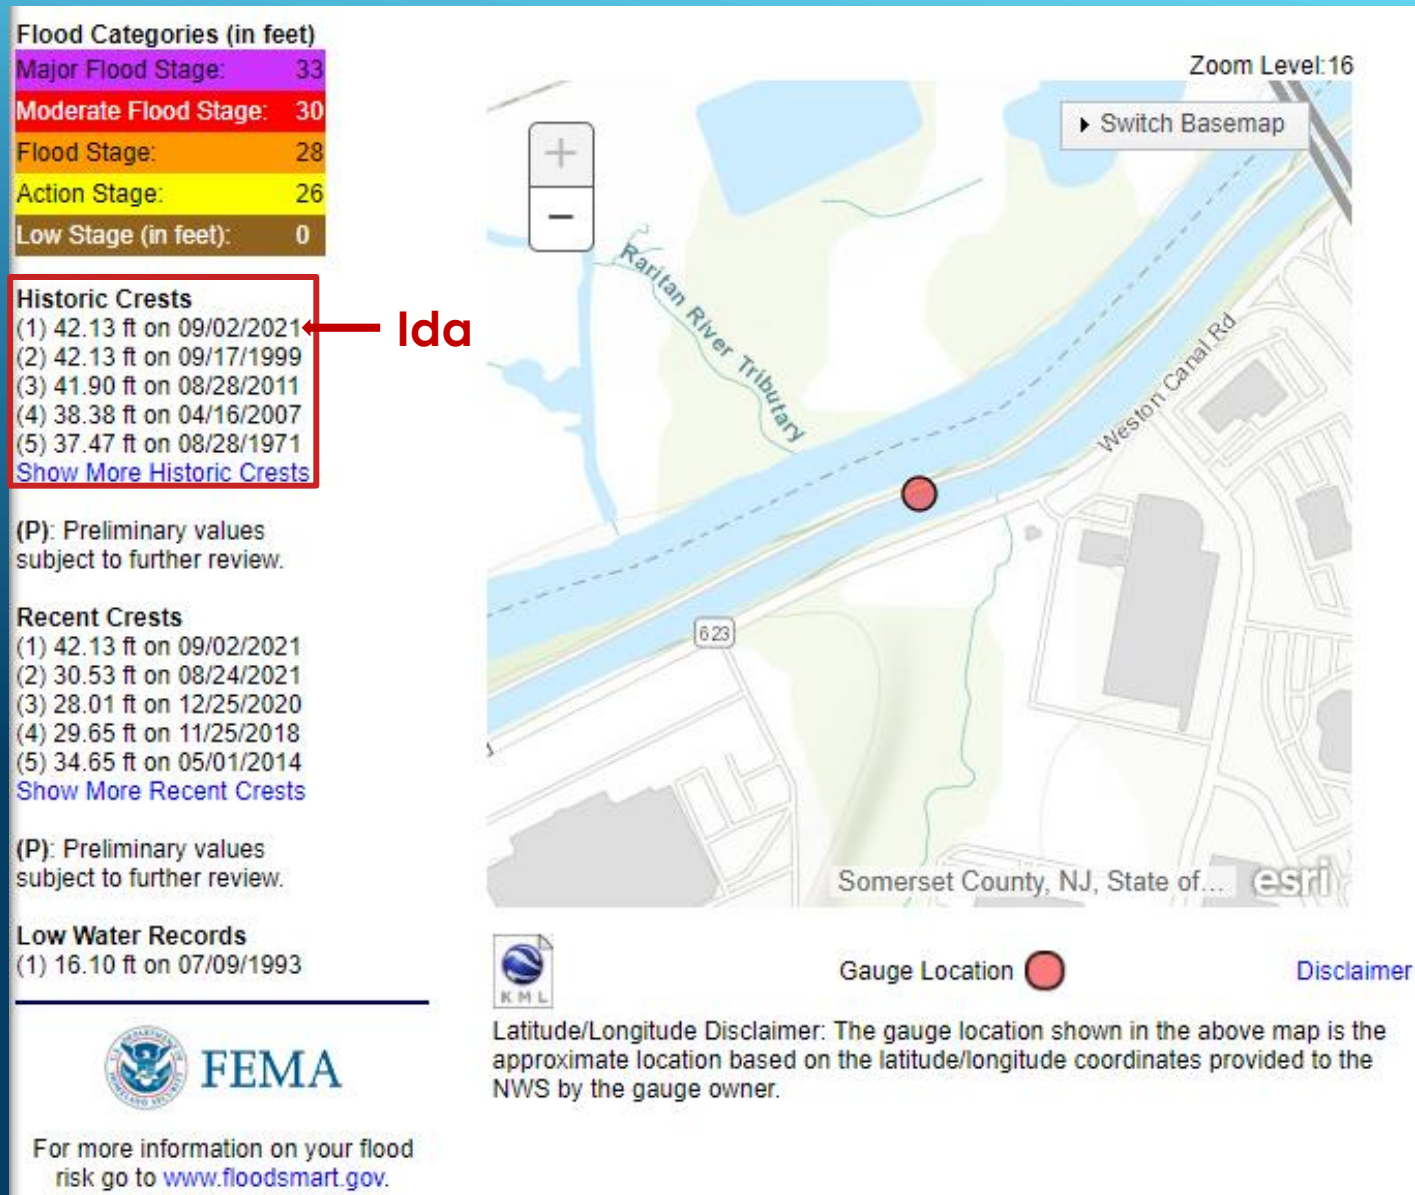 Flood Categories (in feet)
Major Flood Stage: 33
Moderate Flood Stage: 30
Flood Stage: 28
Action Stage: 26
Low Stage (in feet): 0
Historic Crests
(1) 42.13 ft on 09/02/2021
Ida
(2) 42.13 ft on 09/17/1999
(3) 41.90 ft on 08/28/2011
(4) 38.38 ft on 04/16/2007
(5) 37.47 ft on 08/28/1971
Show More Historic Crests
(P): Preliminary values
subject to further review.
Recent Crests
(1) 42.13 ft on 09/02/2021
(2) 30.53 ft on 08/24/2021
(3) 28.01 ft on 12/25/2020
(4) 29.65 ft on 11/25/2018
(5) 34.65 ft on 05/01/2014
Show More Recent Crests
(P): Preliminary values
subject to further review.
Low Water Records
(1) 16.10 ft on 07/09/1993
FEMA
For more information on your flood
risk go to www.floodsmart.gov.
Zoom Level:16
Switch Basemap
+
−
Raritan River Tributary
Weston Canal Rd
623
Somerset County, NJ, State of...
esri
KML
Gauge Location
Disclaimer
Latitude/Longitude Disclaimer: The gauge location shown in the above map is the
approximate location based on the latitude/longitude coordinates provided to the
NWS by the gauge owner.